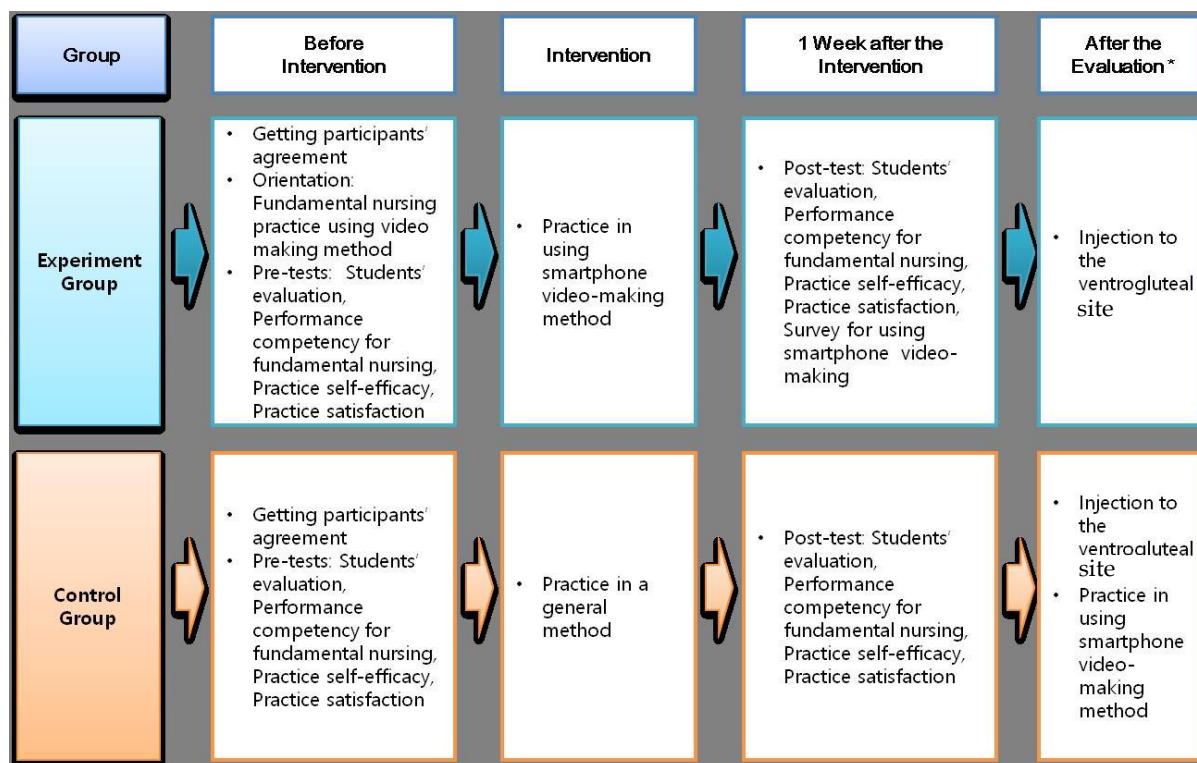 Group
Before
Intervention
Intervention
1 Week after the
Intervention
After the
Evaluation *
Experiment
Group
• Getting participants'
agreement
• Orientation:
Fundamental nursing
practice using video
making method
• Pre-tests: Students'
evaluation,
Performance
competency for
fundamental nursing,
Practice self-efficacy,
Practice satisfaction
• Practice in
using
smartphone
video-making
method
• Post-test: Students'
evaluation,
Performance
competency for
fundamental nursing,
Practice self-efficacy,
Practice satisfaction,
Survey for using
smartphone video-
making
• Injection to
the
ventrogluteal
site
Control
Group
• Getting participants'
agreement
• Pre-tests: Students'
evaluation,
Performance
competency for
fundamental nursing,
Practice self-efficacy,
Practice satisfaction
• Practice in a
general
method
• Post-test: Students'
evaluation,
Performance
competency for
fundamental nursing,
Practice self-efficacy,
Practice satisfaction
• Injection to
the
ventrogluteal
site
• Practice in
using
smartphone
video-
making
method